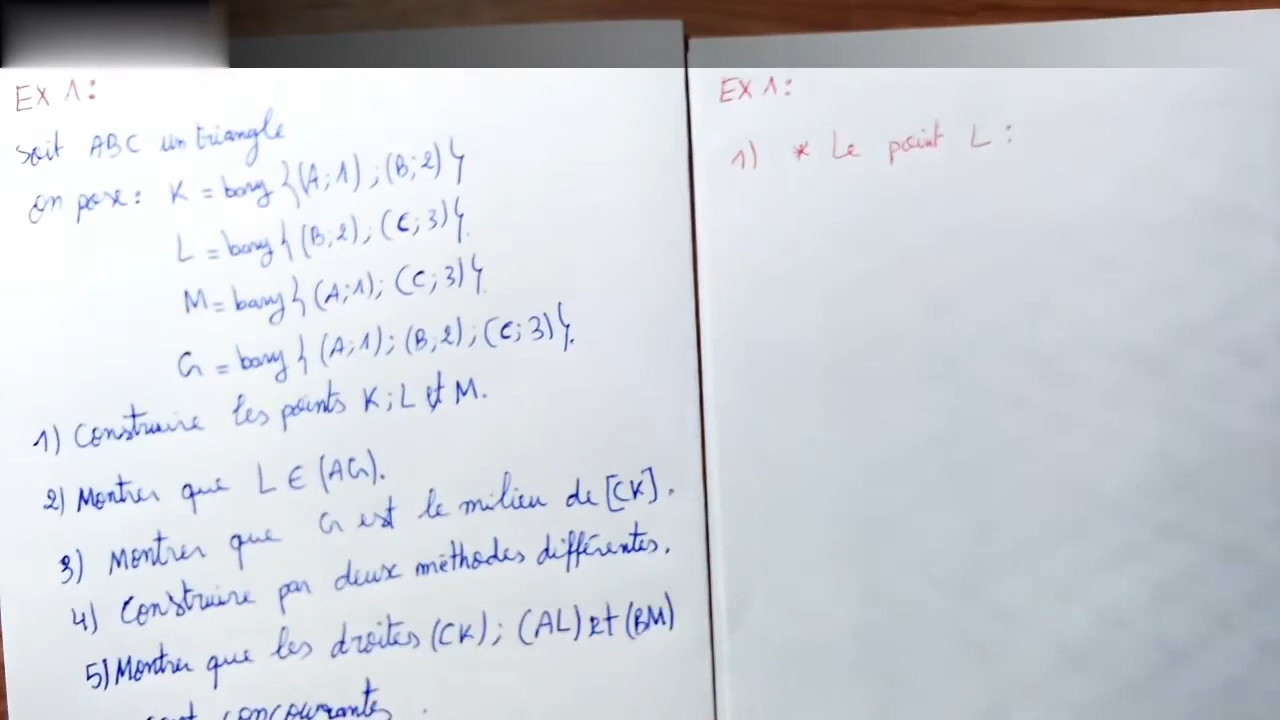 EX 1:
Soit ABC un triangle
On pose: K = bary {(A;1) ; (B;2)}
L = bary {(B;2) ; (C;3)}.
M = bary {(A;1) ; (C;3)}.
G = bary {(A;1) ; (B;2) ; (C;3)}.
1) Construire les points K; L et M.
2) Montrer que L ∈ (AG).
3) Montrer que G est le milieu de [CK].
4) Construire par deux méthodes différentes.
5) Montrer que les droites (CK) ; (AL) et (BM)
sont concourantes.
EX 1:
1) * Le point L: